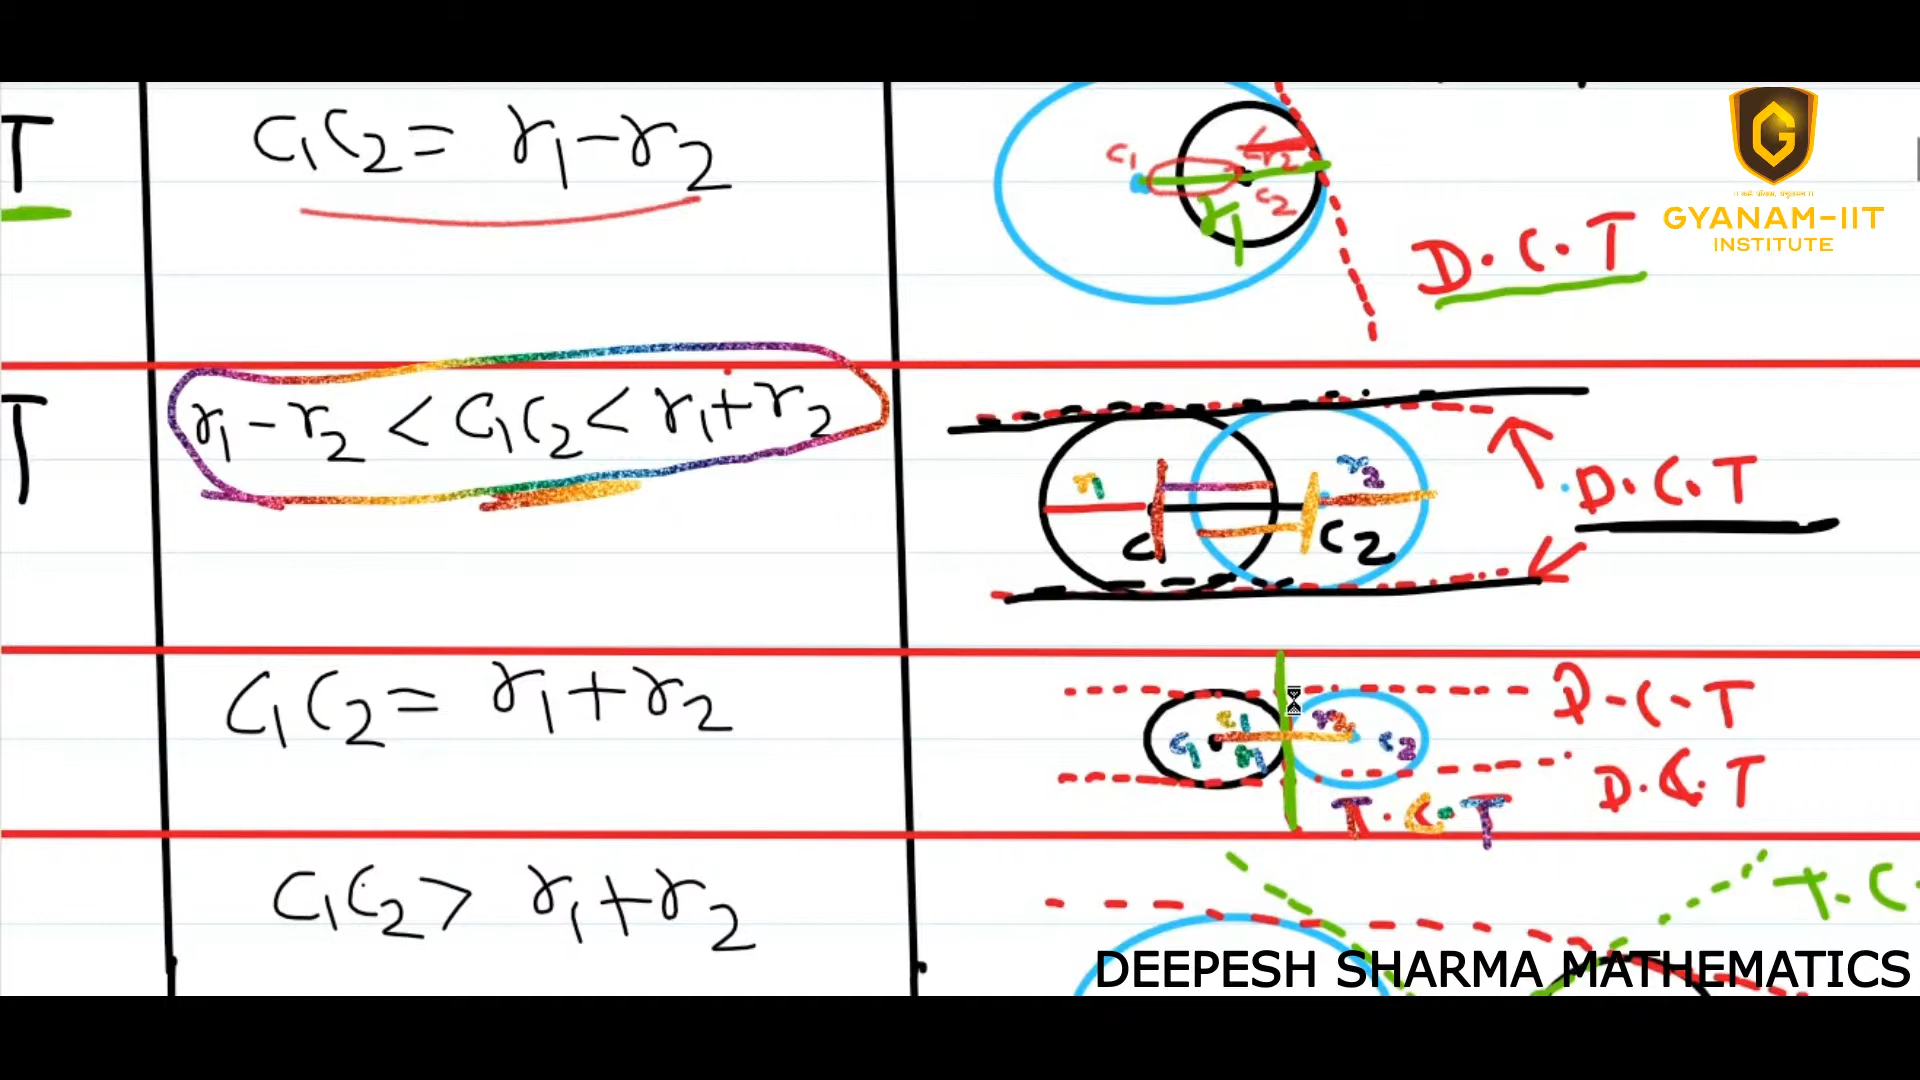 T
C₁C₂ = r₁ - r₂
C₁
r₂
C₂
r₁
D.C.T
GYANAM-IIT
INSTITUTE
T
r₁ - r₂ < C₁C₂ < r₁ + r₂
r₁
r₂
C
C₂
D.C.T
C₁C₂ = r₁ + r₂
C₁
r₁
r₂
C₂
D-C-T
D.C.T
T.C.T
C₁C₂ > r₁ + r₂
T.C
DEEPESH SHARMA MATHEMATICS